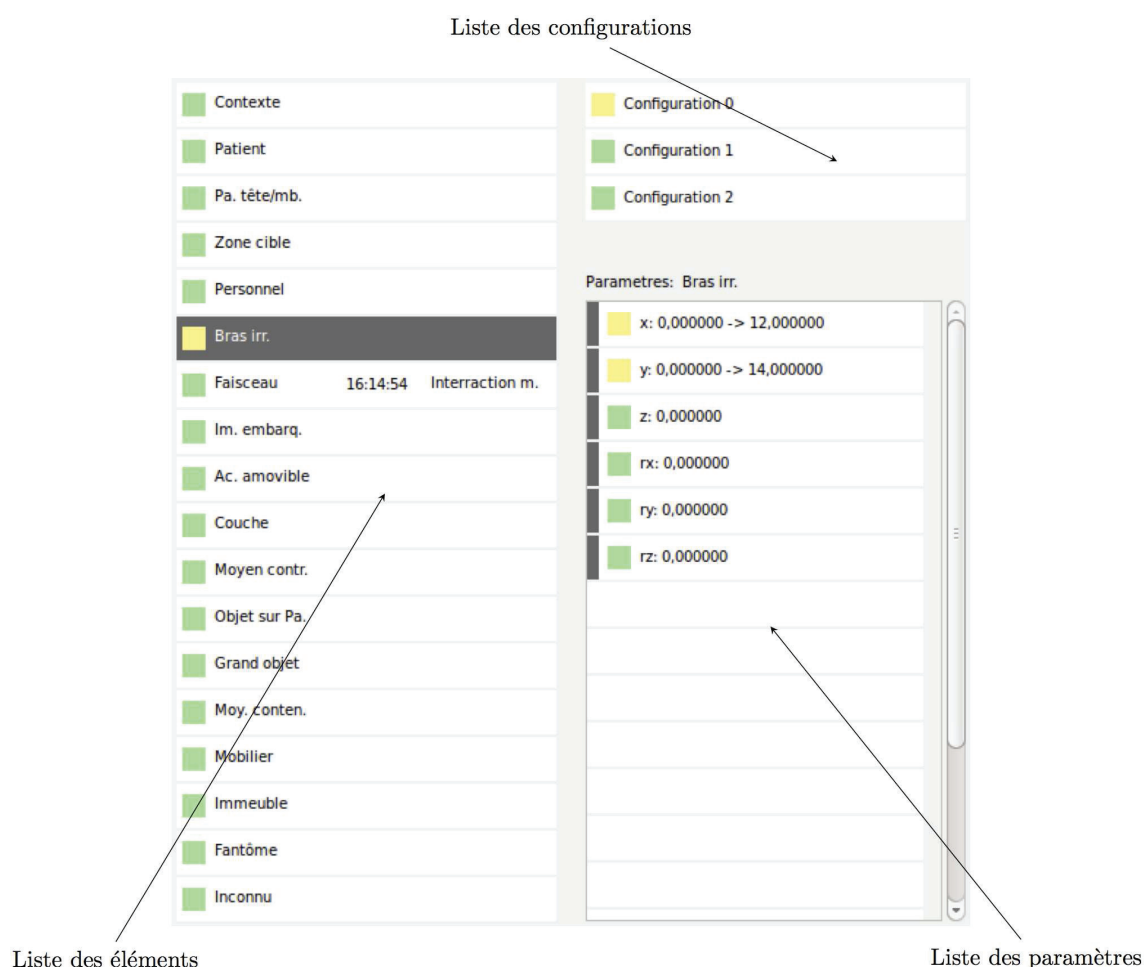 Liste des configurations
Contexte
Patient
Pa. tête/mb.
Zone cible
Personnel
Bras irr.
Faisceau 16:14:54 Interraction m.
Im. embarq.
Ac. amovible
Couche
Moyen contr.
Objet sur Pa.
Grand objet
Moy. conten.
Mobilier
Immeuble
Fantôme
Inconnu
Configuration 0
Configuration 1
Configuration 2
Parametres: Bras irr.
x: 0,000000 -> 12,000000
y: 0,000000 -> 14,000000
z: 0,000000
rx: 0,000000
ry: 0,000000
rz: 0,000000
Liste des éléments
Liste des paramètres